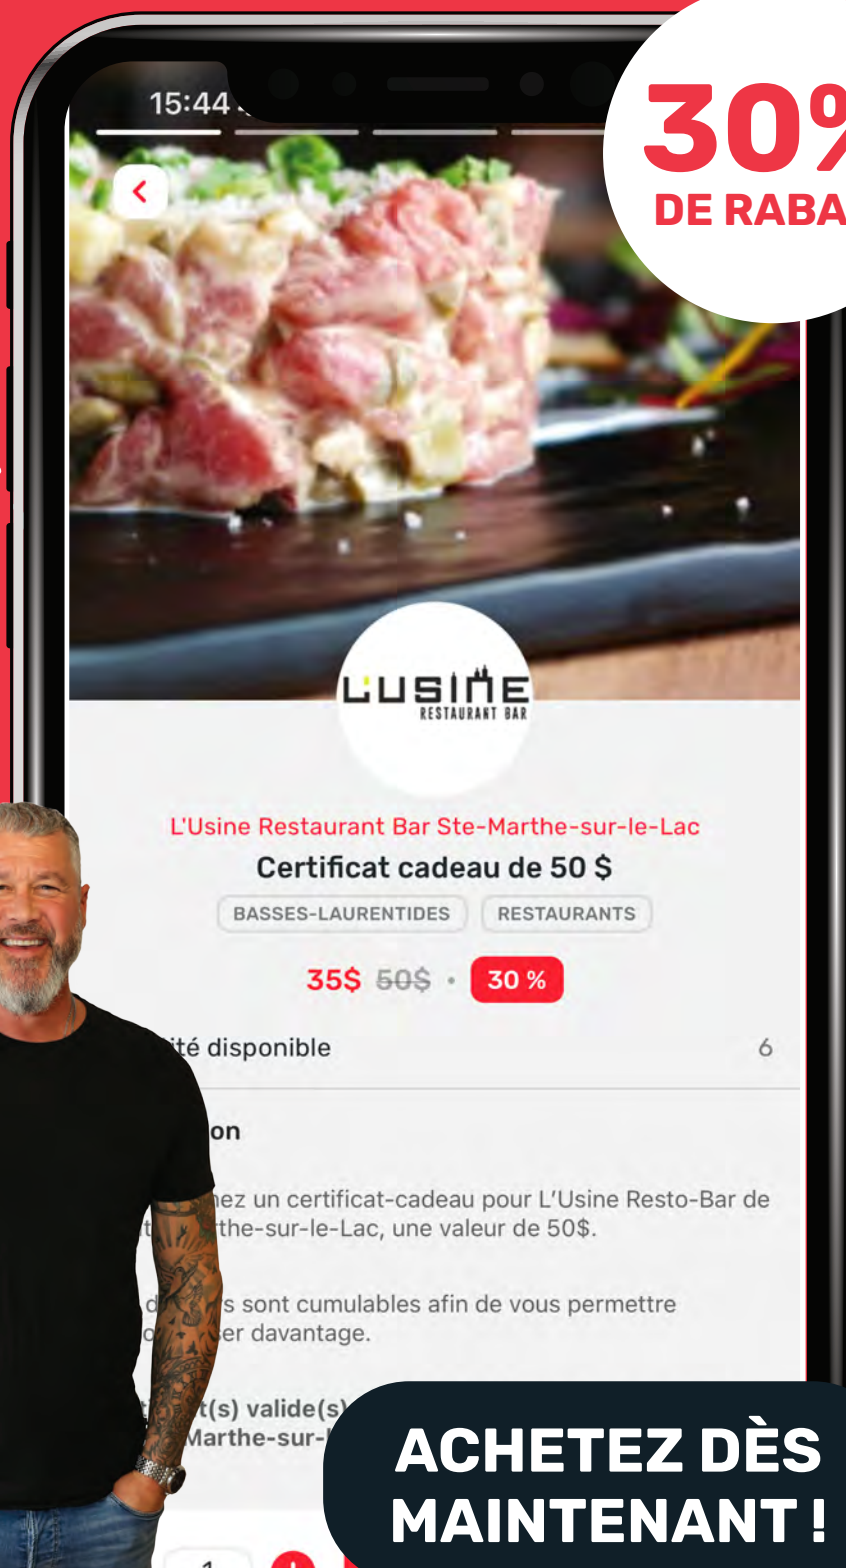 15:44
30%
DE RABA
L'USINE
RESTAURANT BAR
L'Usine Restaurant Bar Ste-Marthe-sur-le-Lac
Certificat cadeau de 50 $
BASSES-LAURENTIDES RESTAURANTS
35$ 50$ • 30 %
ité disponible 6
on
nez un certificat-cadeau pour L'Usine Resto-Bar de
the-sur-le-Lac, une valeur de 50$.
s sont cumulables afin de vous permettre
ser davantage.
t(s) valide(s)
Marthe-sur-l
ACHETEZ DÈS
MAINTENANT !
1